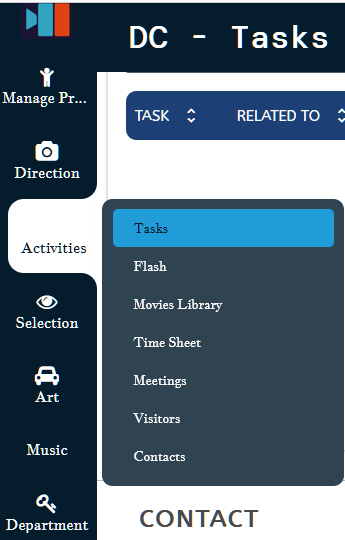 DC - Tasks
Manage Pr...
TASK
RELATED TO
Direction
Activities
Tasks
Flash
Movies Library
Time Sheet
Meetings
Visitors
Contacts
Selection
Art
Music
Department
CONTACT